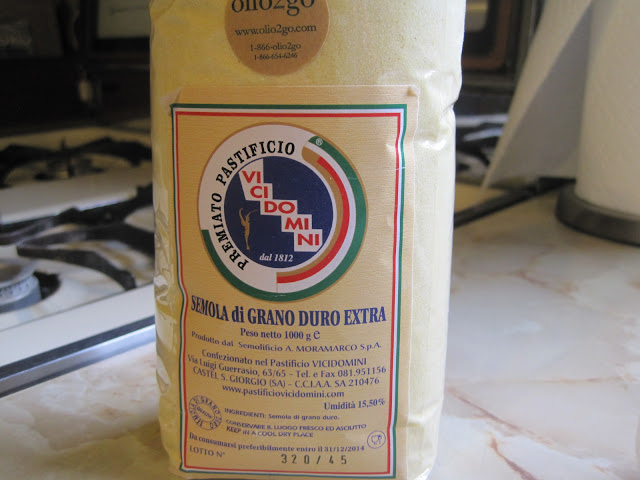 olio2go
www.olio2go.com
1-866-olio2go
1-866-654-6246
PREMIATO PASTIFICIO
VI
CI
DO
MI
NI
dal 1812
SEMOLA di GRANO DURO EXTRA
Peso netto 1000 g e
Prodotto dal Semolificio A. MORAMARCO S.p.A.
Confezionato nel Pastificio VICIDOMINI
Via Luigi Guerrasio, 63/65 - Tel. e Fax 081.951156
CASTEL S. GIORGIO (SA) - C.C.I.A.A. SA 210476
www.pastificiovicidomini.com
Umidità 15,50%
INGREDIENTI: Semola di grano duro.
CONSERVARE IL LUOGO FRESCO ED ASCIUTTO
KEEP IN A COOL DRY PLACE
Da consumarsi preferibilmente entro il 31/12/2014
LOTTO N° 320/45